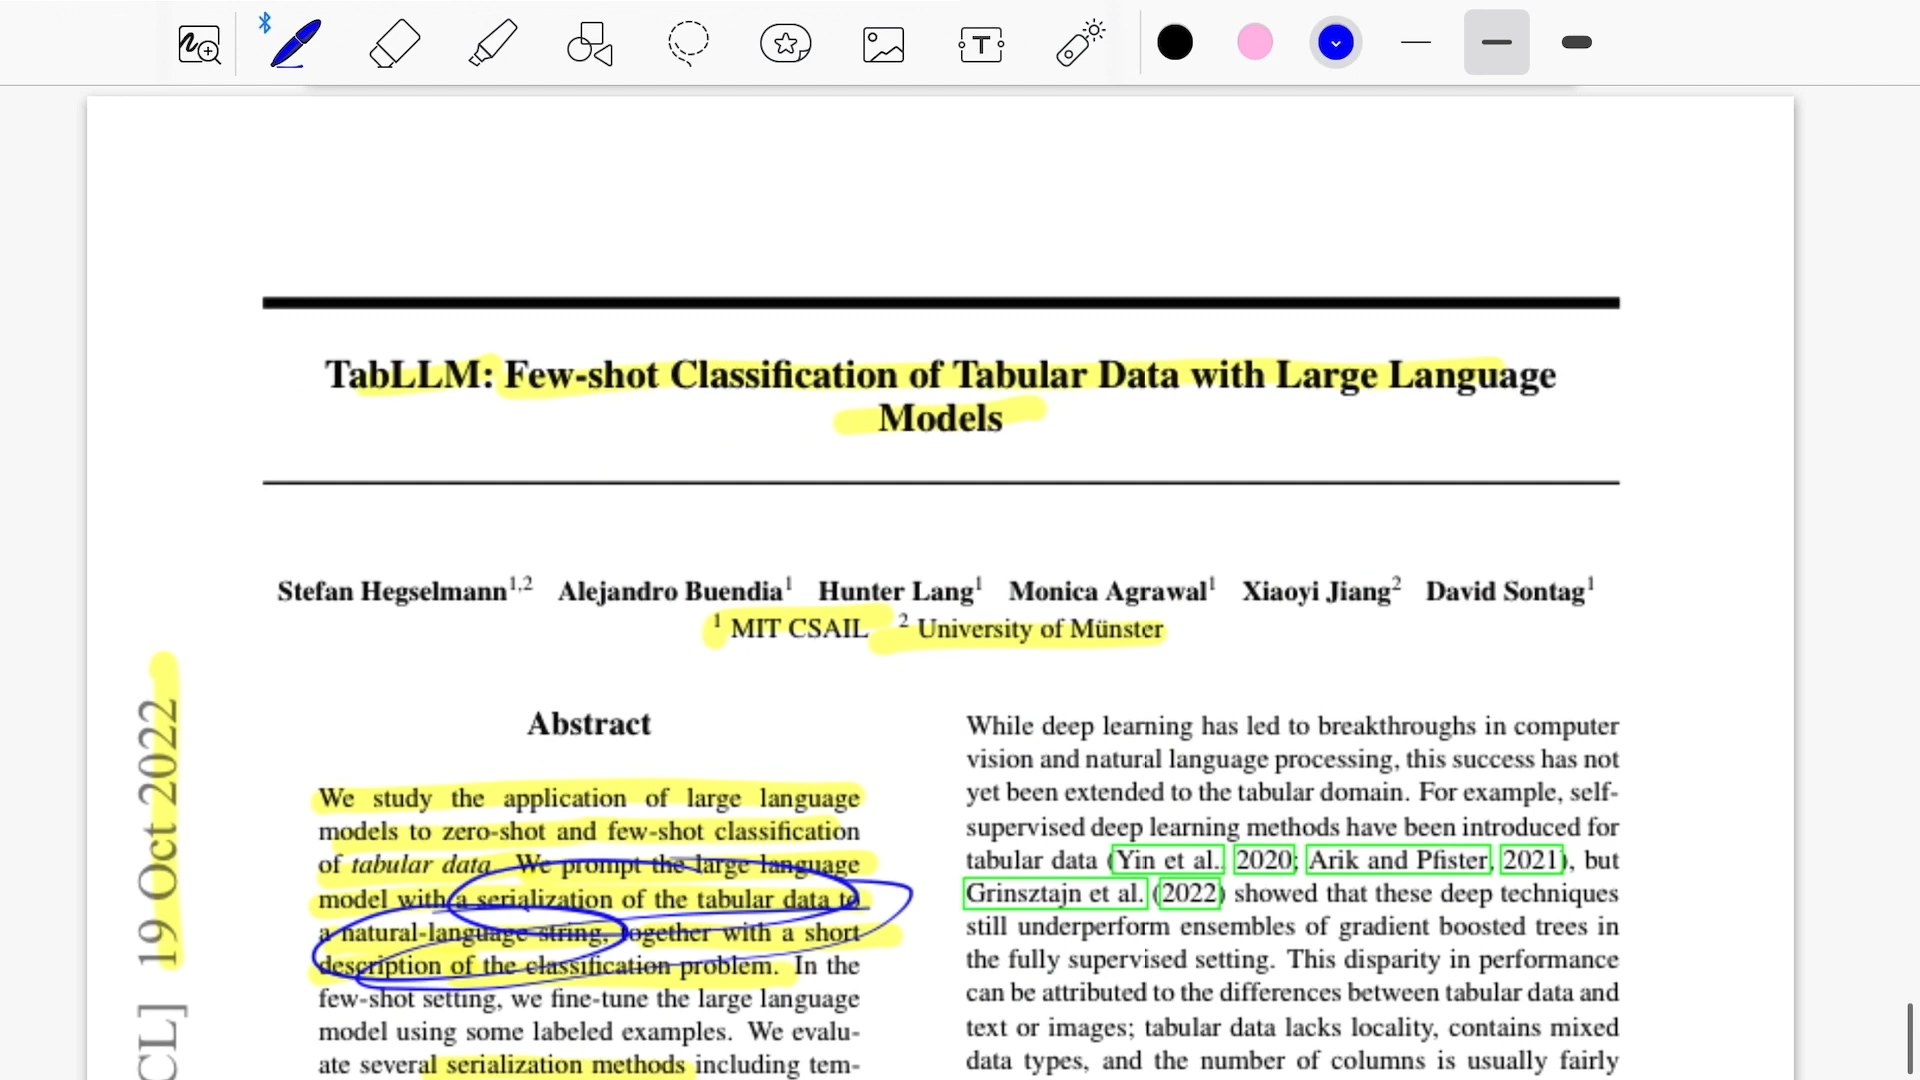 TabLLM: Few-shot Classification of Tabular Data with Large Language
Models
Stefan Hegselmann1,2 Alejandro Buendia1 Hunter Lang1 Monica Agrawal1 Xiaoyi Jiang2 David Sontag1
1 MIT CSAIL 2 University of Münster
CL] 19 Oct 2022
Abstract
We study the application of large language
models to zero-shot and few-shot classification
of tabular data. We prompt the large language
model with a serialization of the tabular data to
a natural-language string, together with a short
description of the classification problem. In the
few-shot setting, we fine-tune the large language
model using some labeled examples. We evalu-
ate several serialization methods including tem-
While deep learning has led to breakthroughs in computer
vision and natural language processing, this success has not
yet been extended to the tabular domain. For example, self-
supervised deep learning methods have been introduced for
tabular data (Yin et al., 2020; Arik and Pfister, 2021), but
Grinsztajn et al. (2022) showed that these deep techniques
still underperform ensembles of gradient boosted trees in
the fully supervised setting. This disparity in performance
can be attributed to the differences between tabular data and
text or images; tabular data lacks locality, contains mixed
data types, and the number of columns is usually fairly